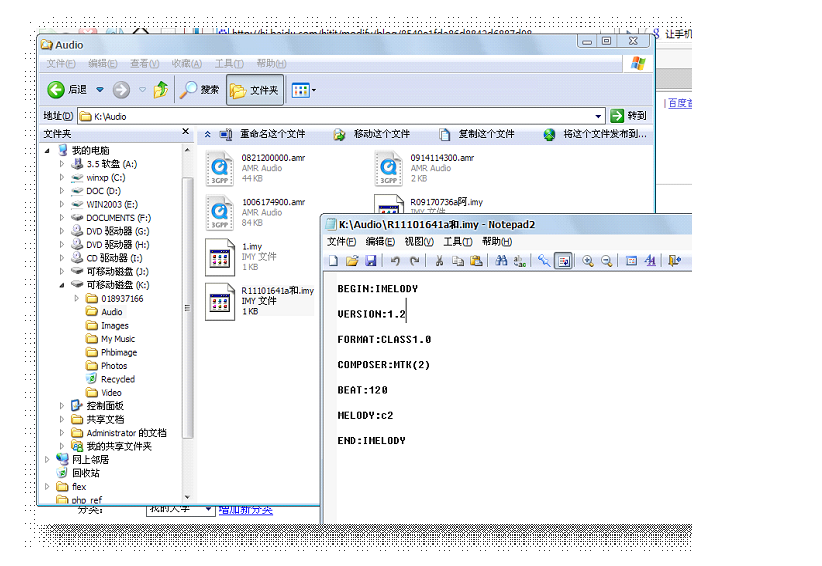 Audio
文件(F) 编辑(E) 查看(V) 收藏(A) 工具(T) 帮助(H)
后退 搜索 文件夹
地址(D) K:\Audio 转到
让手机
百度首
文件夹
重命名这个文件 移动这个文件 复制这个文件 将这个文件发布到...
我的电脑
3.5 软盘 (A:)
winxp (C:)
DOC (D:)
WIN2003 (E:)
DOCUMENTS (F:)
DVD 驱动器 (G:)
DVD 驱动器 (H:)
CD 驱动器 (I:)
可移动磁盘 (J:)
可移动磁盘 (K:)
018937166
Audio
Images
My Music
Phbimage
Photos
Recycled
Video
控制面板
共享文档
Administrator 的文档
我的共享文件夹
网上邻居
回收站
flex
php_ref
0821200000.amr
AMR Audio
44 KB
0914114300.amr
AMR Audio
2 KB
1006174900.amr
AMR Audio
84 KB
R09170736a阿.imy
IMY 文件
1.imy
IMY 文件
1 KB
R11101641a和.imy
IMY 文件
1 KB
K:\Audio\R11101641a和.imy - Notepad2
文件(F) 编辑(E) 视图(V) 工具(T) 帮助(H)
BEGIN:IMELODY
VERSION:1.2
FORMAT:CLASS1.0
COMPOSER:MTK(2)
BEAT:120
MELODY:c2
END:IMELODY
分类: 我的大学 增加新分类